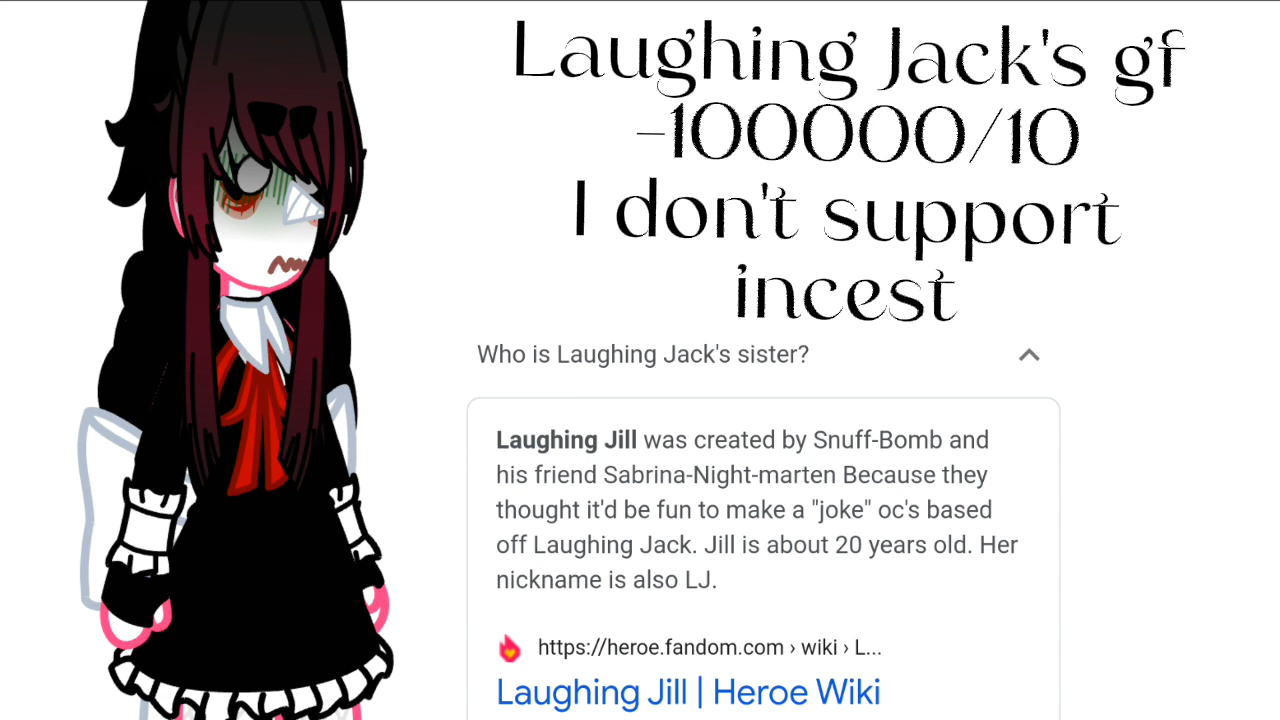 Laughing Jack's gf
-100000/10
I don't support
incest
Who is Laughing Jack's sister?
Laughing Jill was created by Snuff-Bomb and
his friend Sabrina-Night-marten Because they
thought it'd be fun to make a "joke" oc's based
off Laughing Jack. Jill is about 20 years old. Her
nickname is also LJ.
https://heroe.fandom.com › wiki › L...
Laughing Jill | Heroe Wiki